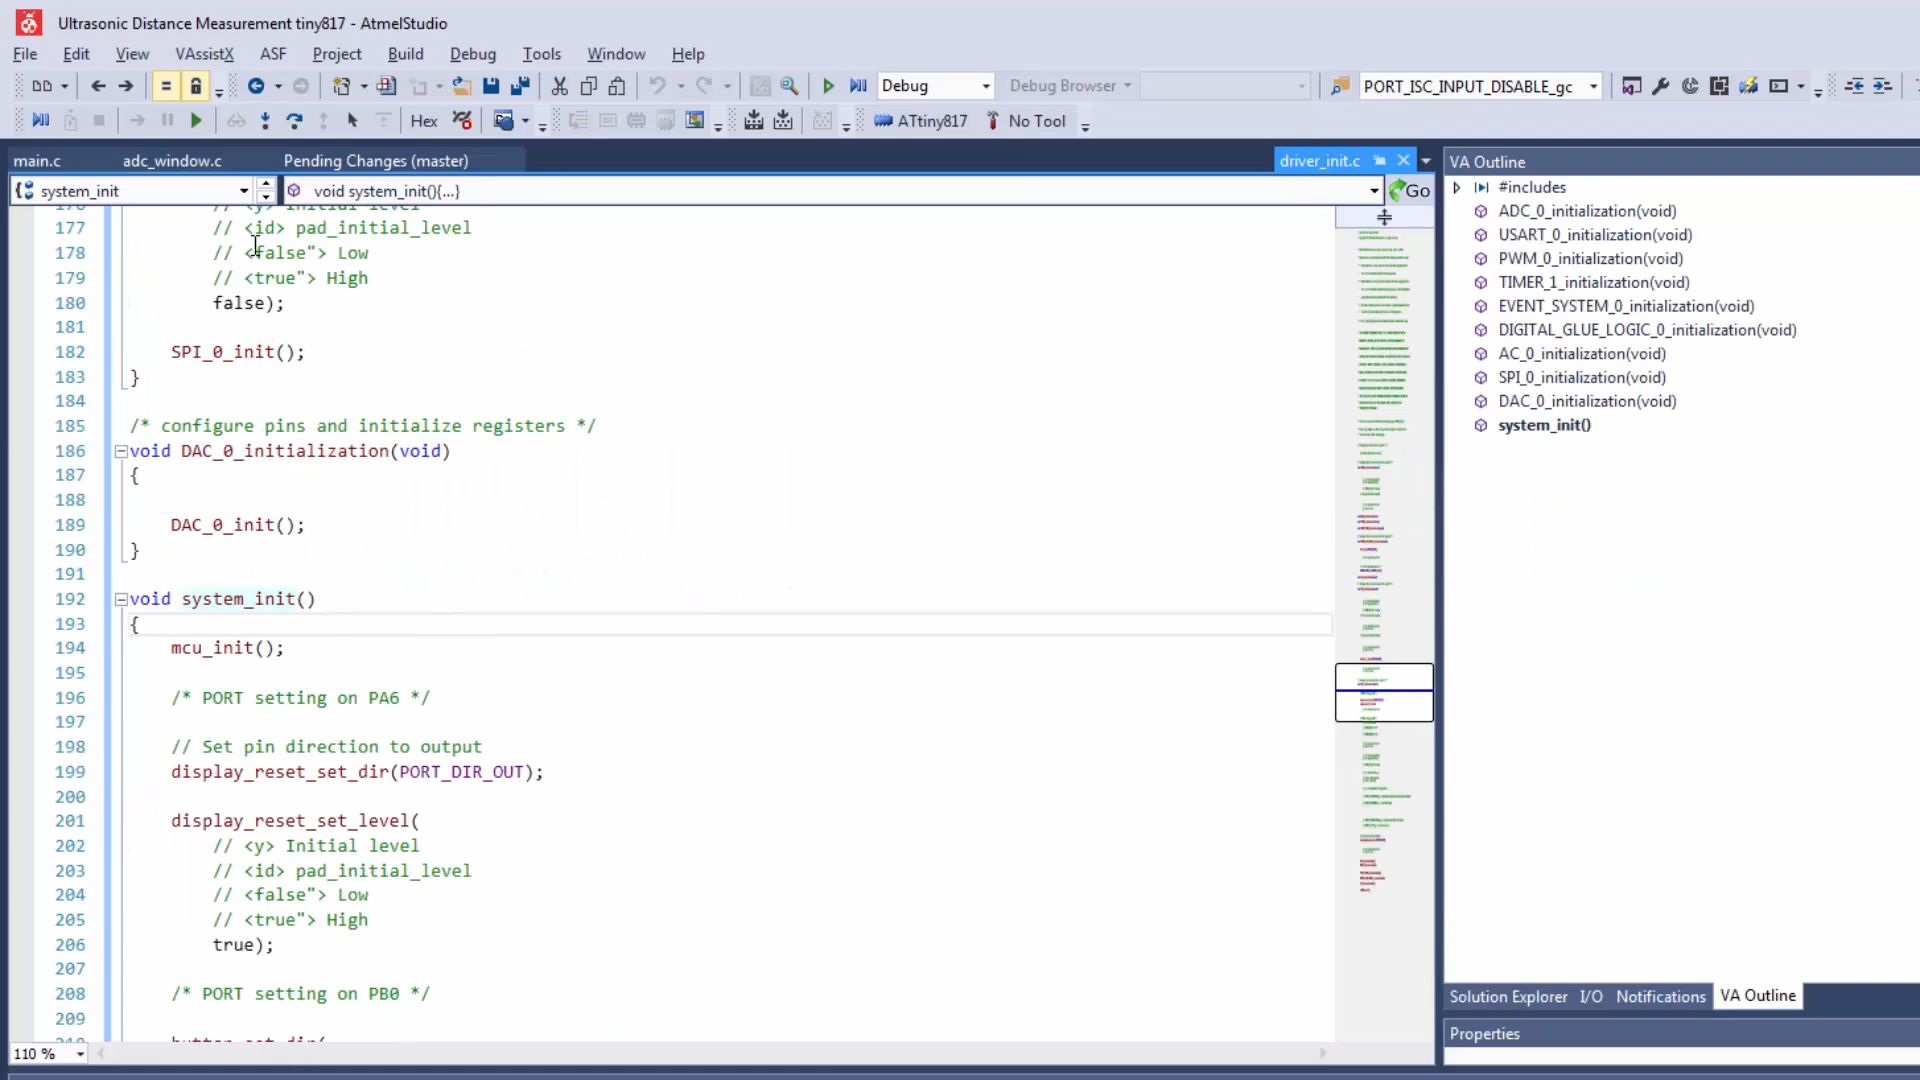 Ultrasonic Distance Measurement tiny817 - AtmelStudio
File Edit View VAssistX ASF Project Build Debug Tools Window Help
Debug Debug Browser PORT_ISC_INPUT_DISABLE_gc
Hex ATtiny817 No Tool
main.c adc_window.c Pending Changes (master) driver_init.c
system_init void system_init(){...} Go
176 // <y> Initial level
177 // <id> pad_initial_level
178 // <false"> Low
179 // <true"> High
180 false);
181
182 SPI_0_init();
183 }
184
185 /* configure pins and initialize registers */
186 void DAC_0_initialization(void)
187 {
188
189 DAC_0_init();
190 }
191
192 void system_init()
193 {
194 mcu_init();
195
196 /* PORT setting on PA6 */
197
198 // Set pin direction to output
199 display_reset_set_dir(PORT_DIR_OUT);
200
201 display_reset_set_level(
202 // <y> Initial level
203 // <id> pad_initial_level
204 // <false"> Low
205 // <true"> High
206 true);
207
208 /* PORT setting on PB0 */
209
210 button_set_dir(
110 %
VA Outline
#includes
ADC_0_initialization(void)
USART_0_initialization(void)
PWM_0_initialization(void)
TIMER_1_initialization(void)
EVENT_SYSTEM_0_initialization(void)
DIGITAL_GLUE_LOGIC_0_initialization(void)
AC_0_initialization(void)
SPI_0_initialization(void)
DAC_0_initialization(void)
system_init()
Solution Explorer I/O Notifications VA Outline
Properties